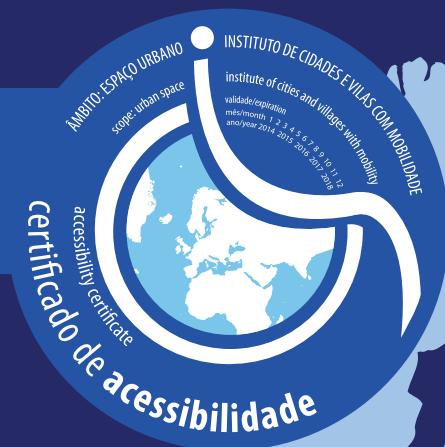 ÂMBITO: ESPAÇO URBANO
scope: urban space
INSTITUTO DE CIDADES E VILAS COM MOBILIDADE
institute of cities and villages with mobility
validade/expiration
mês/month 1 2 3 4 5 6 7 8 9 10 11 12
ano/year 2014 2015 2016 2017 2018
accessibility certificate
certificado de acessibilidade